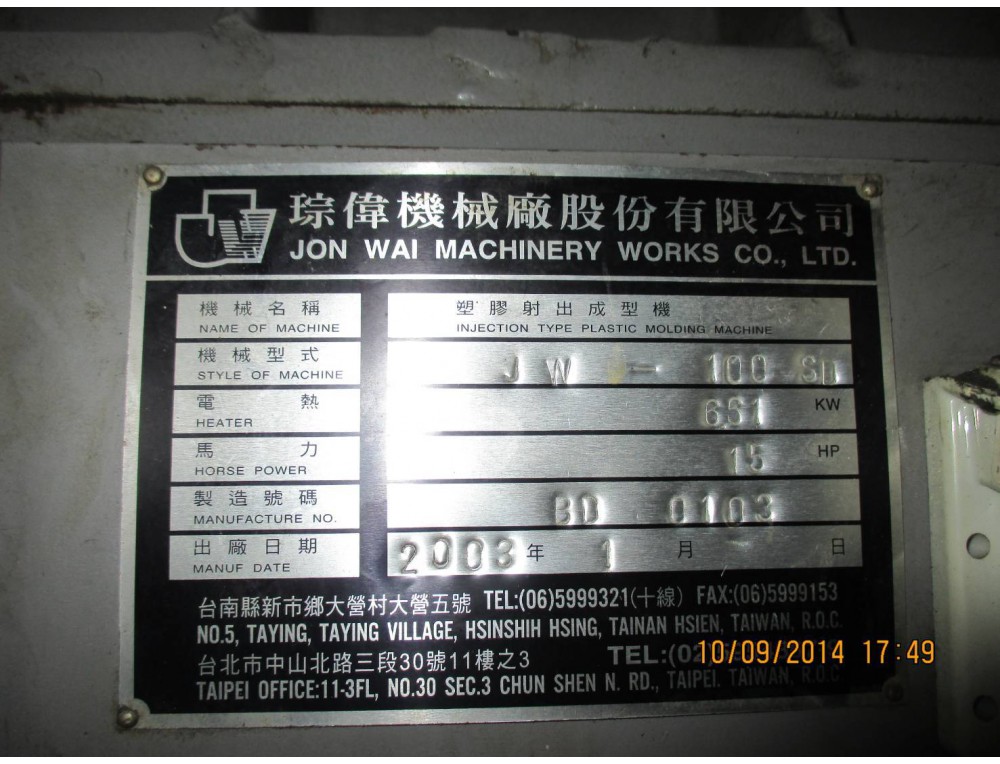 琮偉機械廠股份有限公司
JON WAI MACHINERY WORKS CO., LTD.
機械名稱 塑膠射出成型機
NAME OF MACHINE INJECTION TYPE PLASTIC MOLDING MACHINE
機械型式
STYLE OF MACHINE JW - 100 SD
電熱
HEATER 651 KW
馬力
HORSE POWER 15 HP
製造號碼
MANUFACTURE NO. BD 0103
出廠日期
MANUF DATE 2003年 1月 日
台南縣新市鄉大營村大營五號 TEL:(06)5999321(十線) FAX:(06)5999153
NO.5, TAYING, TAYING VILLAGE, HSINSHIH HSING, TAINAN HSIEN, TAIWAN, R.O.C.
台北市中山北路三段30號11樓之3 TEL:(02)
TAIPEI OFFICE:11-3FL, NO.30 SEC.3 CHUN SHEN N. RD., TAIPEI. TAIWAN, R.O.C
10/09/2014 17:49